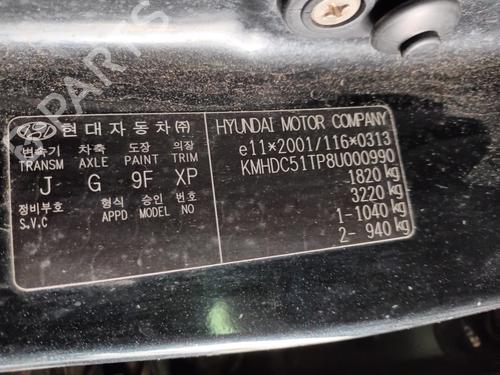 현대자동차㈜
변속기 차축 도장 의장
TRANSM AXLE PAINT TRIM
J G 9F XP
정비부호 형식 승인 번호
S.V.C APPD MODEL NO
HYUNDAI MOTOR COMPANY
e11*2001/116*0313
KMHDC51TP8U000990
1820 kg
3220 kg
1-1040 kg
2- 940 kg
B-PARTS